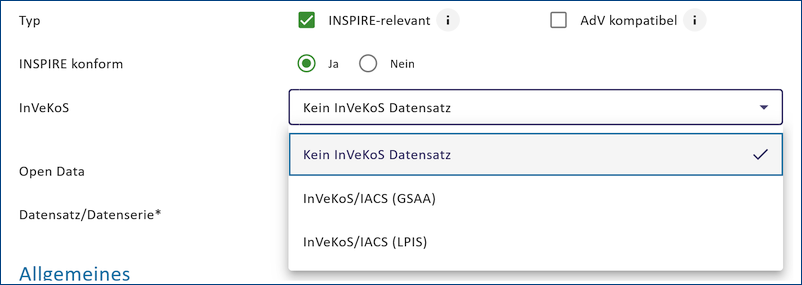 Typ INSPIRE-relevant i AdV kompatibel i
INSPIRE konform Ja Nein
InVeKoS Kein InVeKoS Datensatz
Kein InVeKoS Datensatz
Open Data
InVeKoS/IACS (GSAA)
Datensatz/Datenserie*
InVeKoS/IACS (LPIS)
Allgemeines